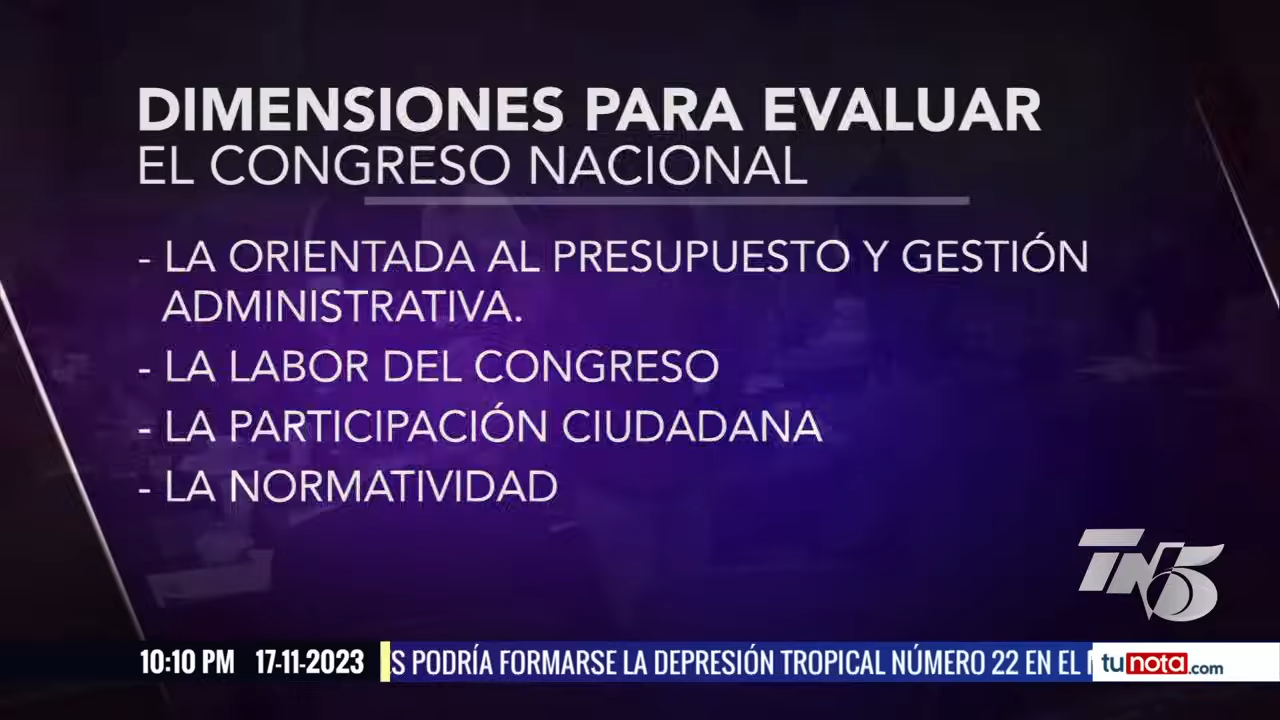 DIMENSIONES PARA EVALUAR
EL CONGRESO NACIONAL
- LA ORIENTADA AL PRESUPUESTO Y GESTIÓN
ADMINISTRATIVA.
- LA LABOR DEL CONGRESO
- LA PARTICIPACIÓN CIUDADANA
- LA NORMATIVIDAD
TN5
10:10 PM 17-11-2023 S PODRÍA FORMARSE LA DEPRESIÓN TROPICAL NÚMERO 22 EN EL tunota.com